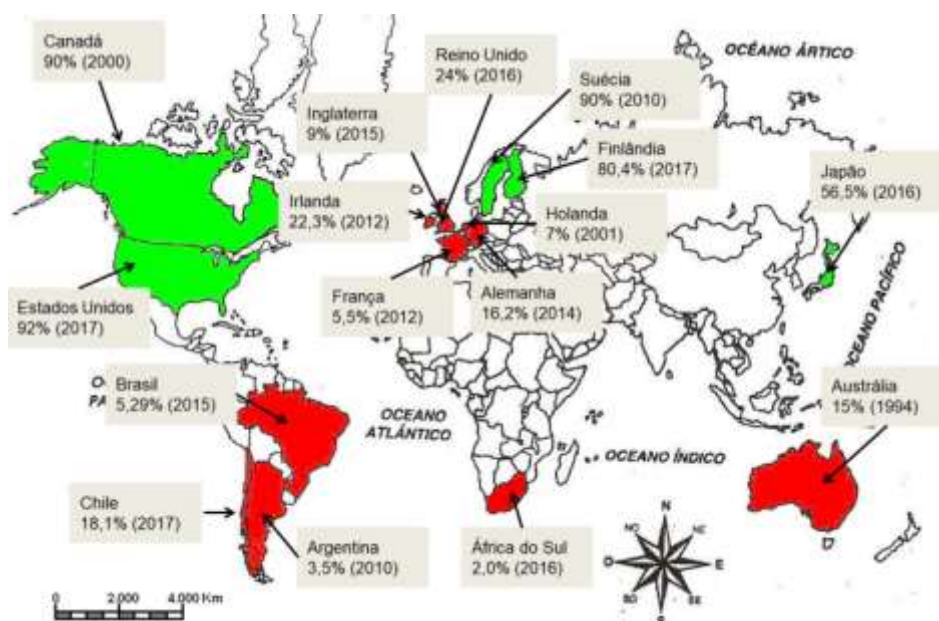 Canadá
90% (2000)
Reino Unido
24% (2016)
Suécia
90% (2010)
OCÉANO ÁRTICO
Inglaterra
9% (2015)
Finlândia
80,4% (2017)
Japão
56,5% (2016)
Irlanda
22,3% (2012)
Holanda
7% (2001)
Estados Unidos
92% (2017)
França
5,5% (2012)
Alemanha
16,2% (2014)
OCÉANO PACÍFICO
Brasil
5,29% (2015)
OCEANO
ATLÁNTICO
Austrália
15% (1994)
OCEANO ÍNDICO
Chile
18,1% (2017)
Argentina
3,5% (2010)
África do Sul
2,0% (2016)
N
NO
NE
O
E
SO
SE
0
2.000
4.000 Km